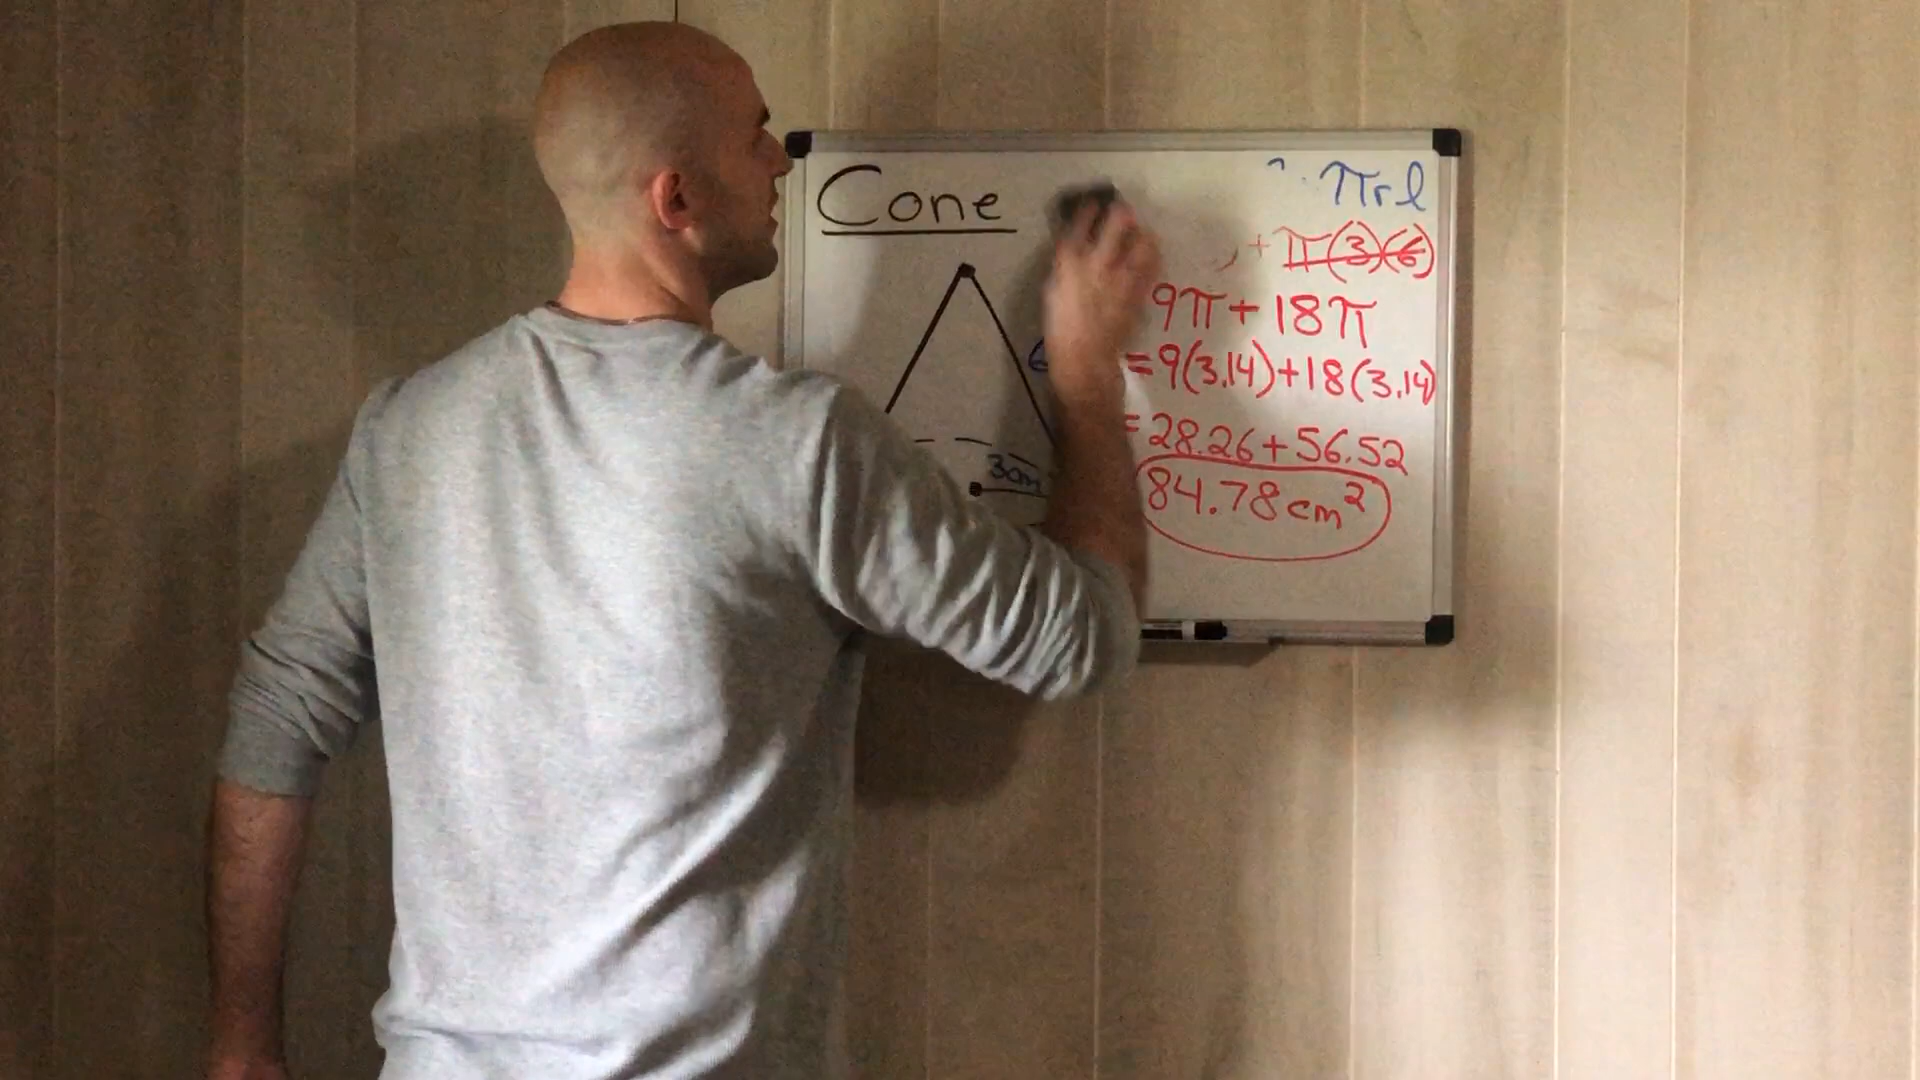 Cone
πrl
+ π(3)(6)
9π+18π
=9(3.14)+18(3.14)
=28.26+56.52
84.78cm²
3cm